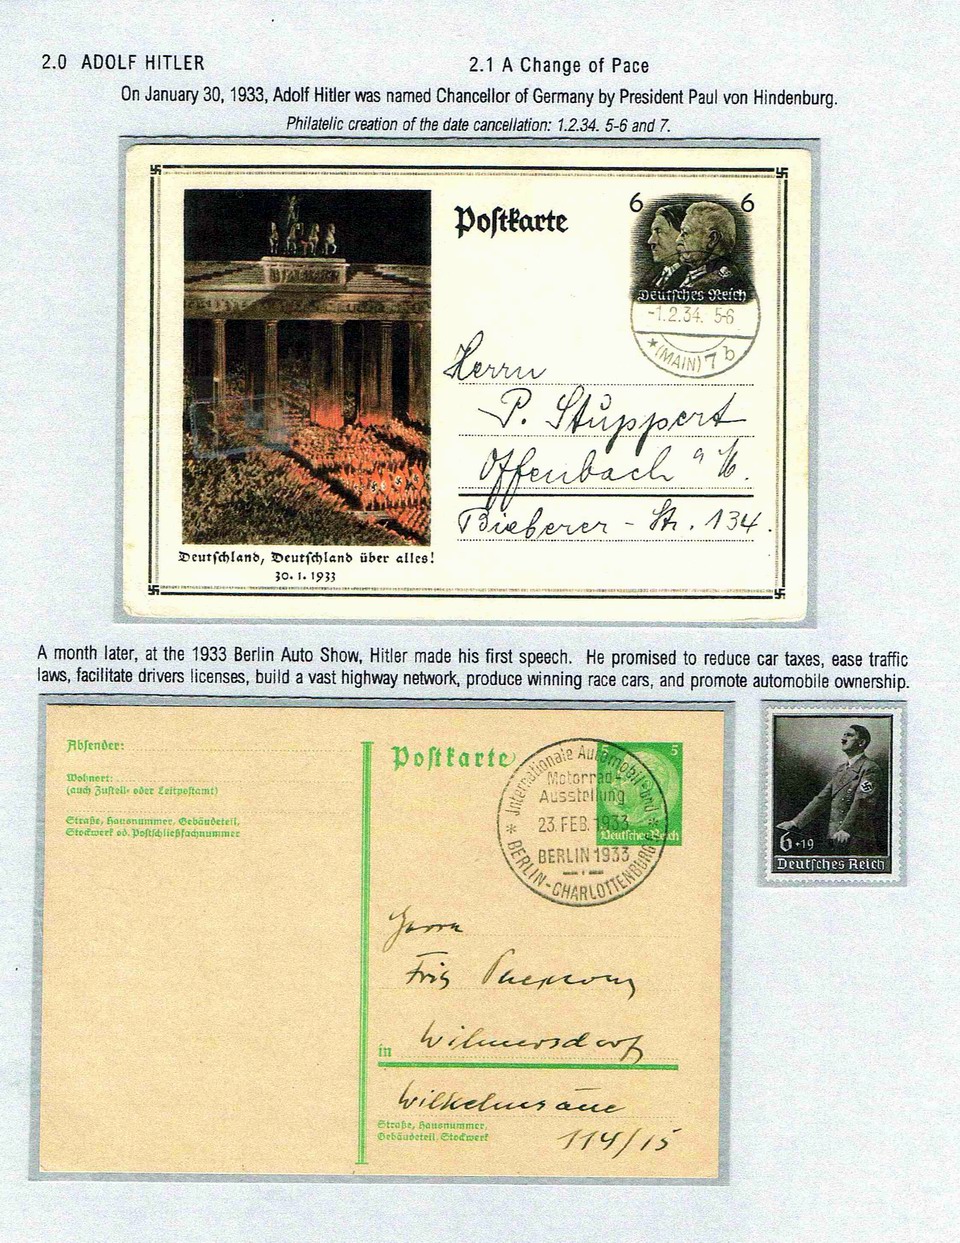 2.0 ADOLF HITLER
2.1 A Change of Pace
On January 30, 1933, Adolf Hitler was named Chancellor of Germany by President Paul von Hindenburg.
Philatelic creation of the date cancellation: 1.2.34. 5-6 and 7.
Postkarte
6 6
Deutsches Reich
-1.2.34. 5-6
*(MAIN) 7 b
Herrn
P. Stuppert
Offenbach a/M.
Bieberer - Str. 134.
Deutschland, Deutschland über alles!
30. 1. 1933
A month later, at the 1933 Berlin Auto Show, Hitler made his first speech. He promised to reduce car taxes, ease traffic
laws, facilitate drivers licenses, build a vast highway network, produce winning race cars, and promote automobile ownership.
Absender:
Wohnort:
(auch Zustell- oder Leitpostamt)
Straße, Hausnummer, Gebäudeteil,
Stockwerk od. Postschließfachnummer
Postkarte
5 5
Deutsches Reich
Internationale Automobil- und
Motorrad-
Ausstellung
23. FEB. 1933
BERLIN 1933
* BERLIN-CHARLOTTENBURG *
6+19
Deutsches Reich
Herrn
Fritz
in Wilmersdorf
Wilhelmsaue
Straße, Hausnummer,
Gebäudeteil, Stockwerk
114/15